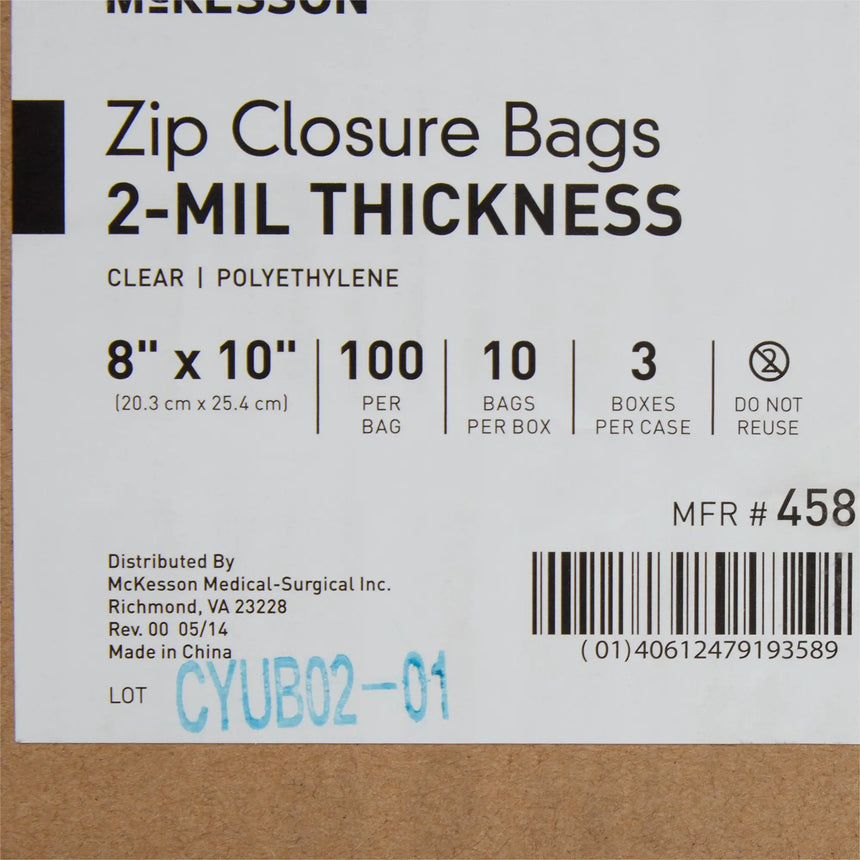 McKESSON
Zip Closure Bags
2-MIL THICKNESS
CLEAR | POLYETHYLENE
8" x 10"
(20.3 cm x 25.4 cm)
100
PER
BAG
10
BAGS
PER BOX
3
BOXES
PER CASE
2
DO NOT
REUSE
MFR # 458
Distributed By
McKesson Medical-Surgical Inc.
Richmond, VA 23228
Rev. 00 05/14
Made in China
(01)40612479193589
LOT CYUB02-01